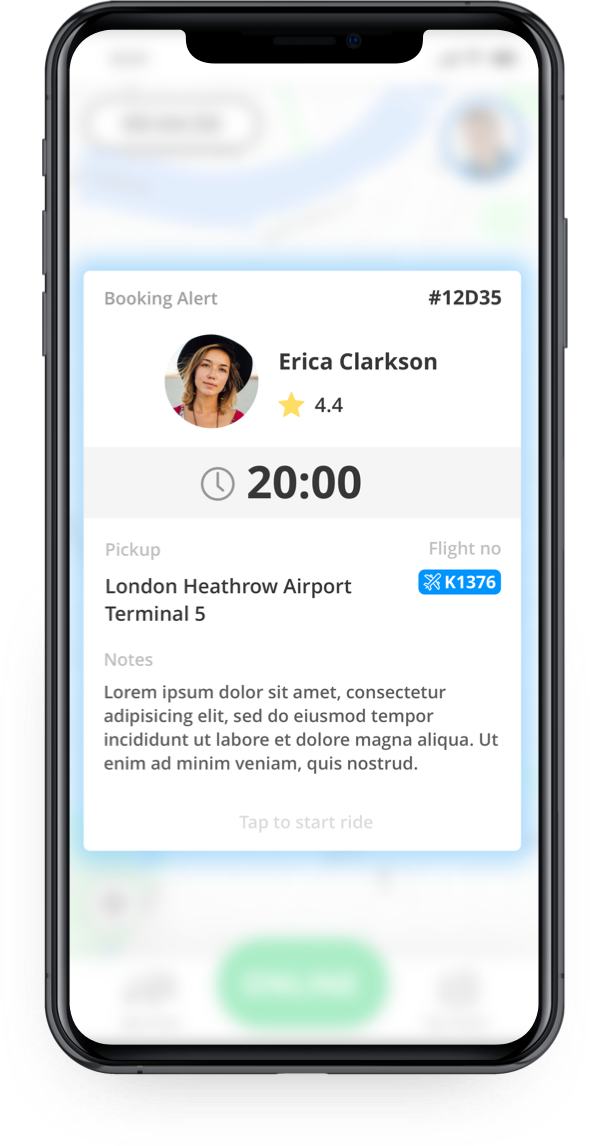 Booking Alert
#12D35
Erica Clarkson
4.4
20:00
Pickup
Flight no
London Heathrow Airport
K1376
Terminal 5
Notes
Lorem ipsum dolor sit amet, consectetur
adipisicing elit, sed do eiusmod tempor
incididunt ut labore et dolore magna aliqua. Ut
enim ad minim veniam, quis nostrud.
Tap to start ride
ONLINE